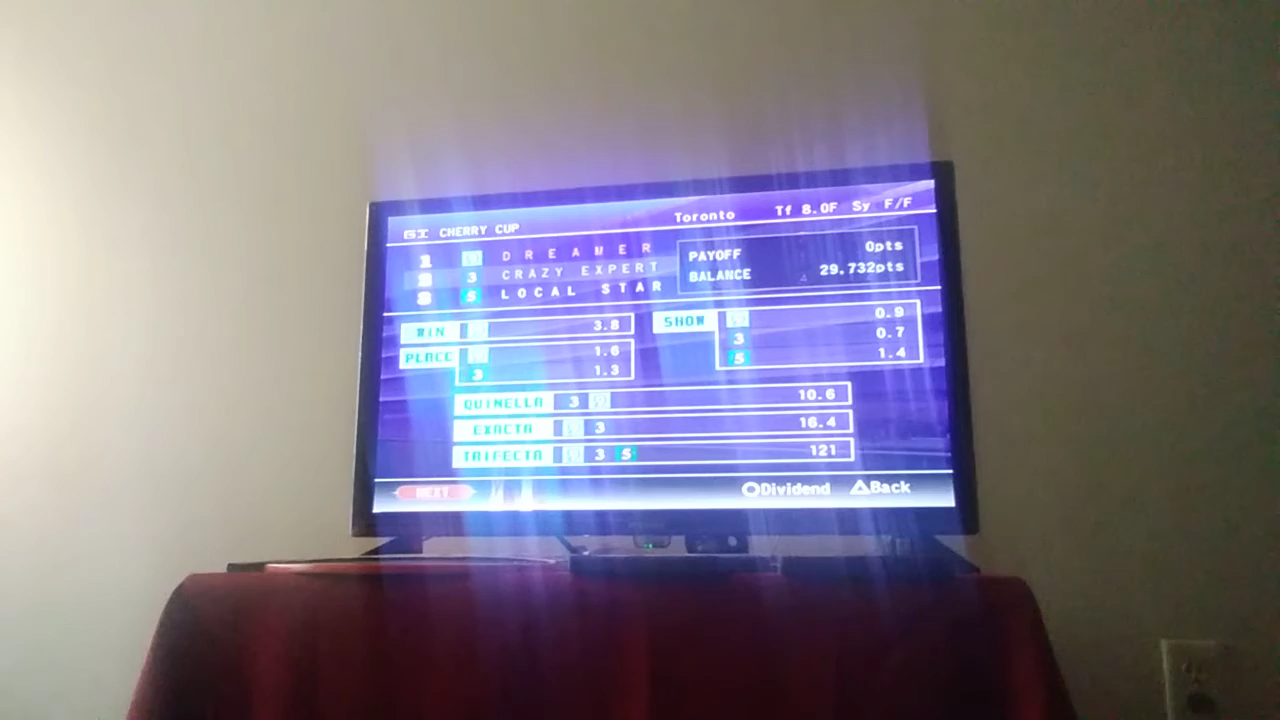 GI CHERRY CUP Toronto Tf 8.0F Sy F/F
1 DREAMER
2 3 CRAZY EXPERT
3 5 LOCAL STAR
PAYOFF 0pts
BALANCE 29.732pts
WIN 3.8
PLACE 1.6
3 1.3
SHOW 0.9
3 0.7
5 1.4
QUINELLA 3 10.6
EXACTA 3 16.4
TRIFECTA 3 5 121
NEXT ○Dividend △Back